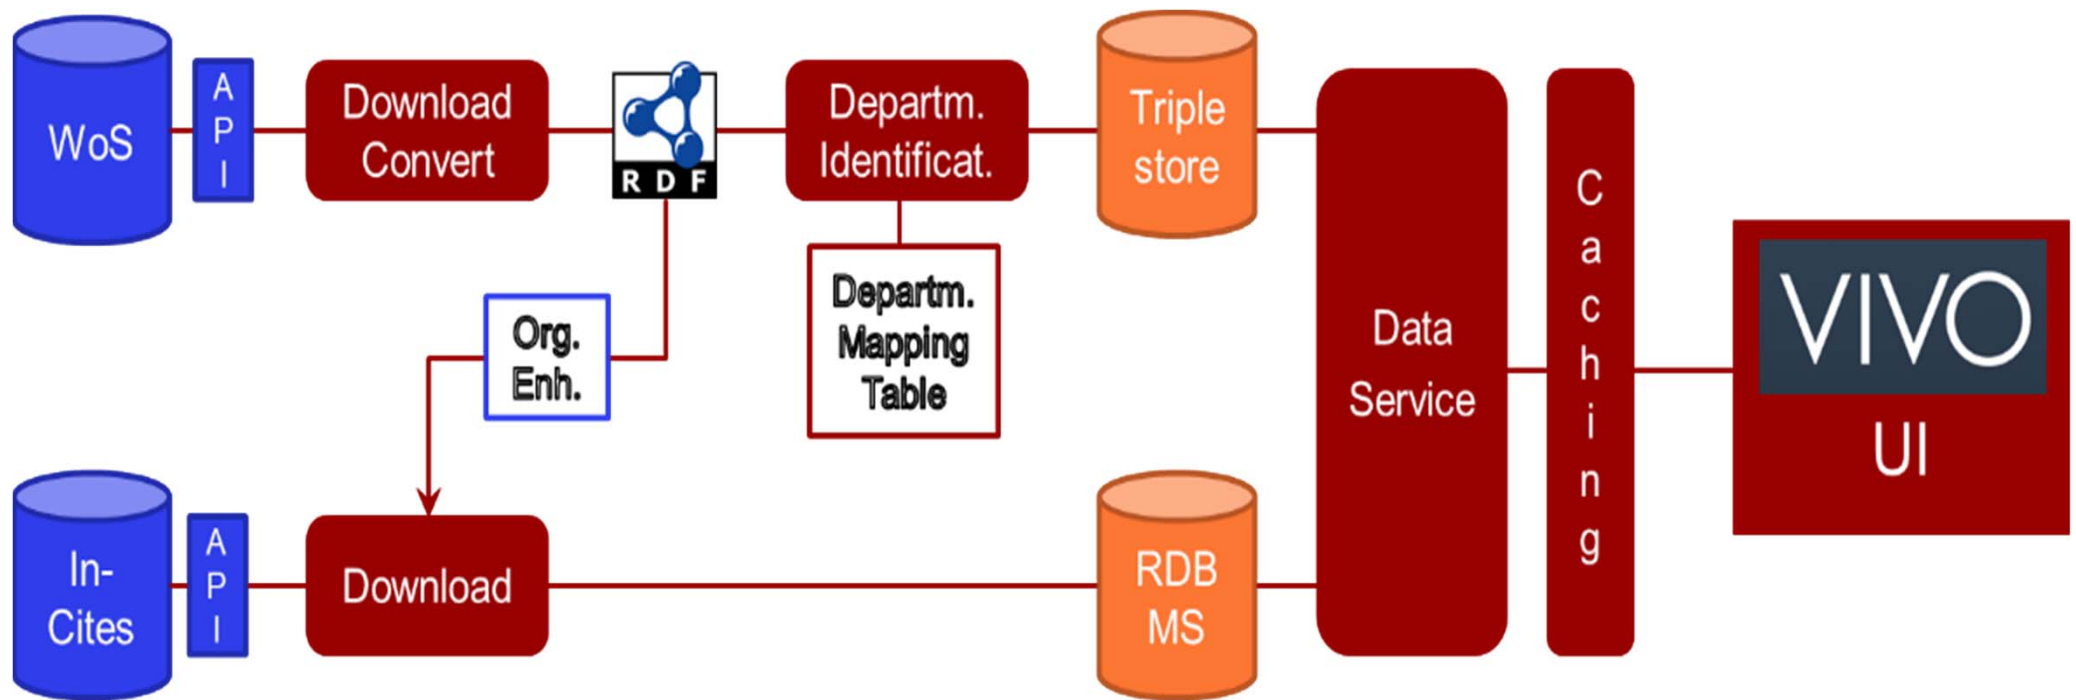 WoS
A
P
I
Download
Convert
RDF
Departm.
Identificat.
Triple
store
Org.
Enh.
Departm.
Mapping
Table
In-
Cites
A
P
I
Download
RDB
MS
Data
Service
C
a
c
h
i
n
g
VIVO
UI